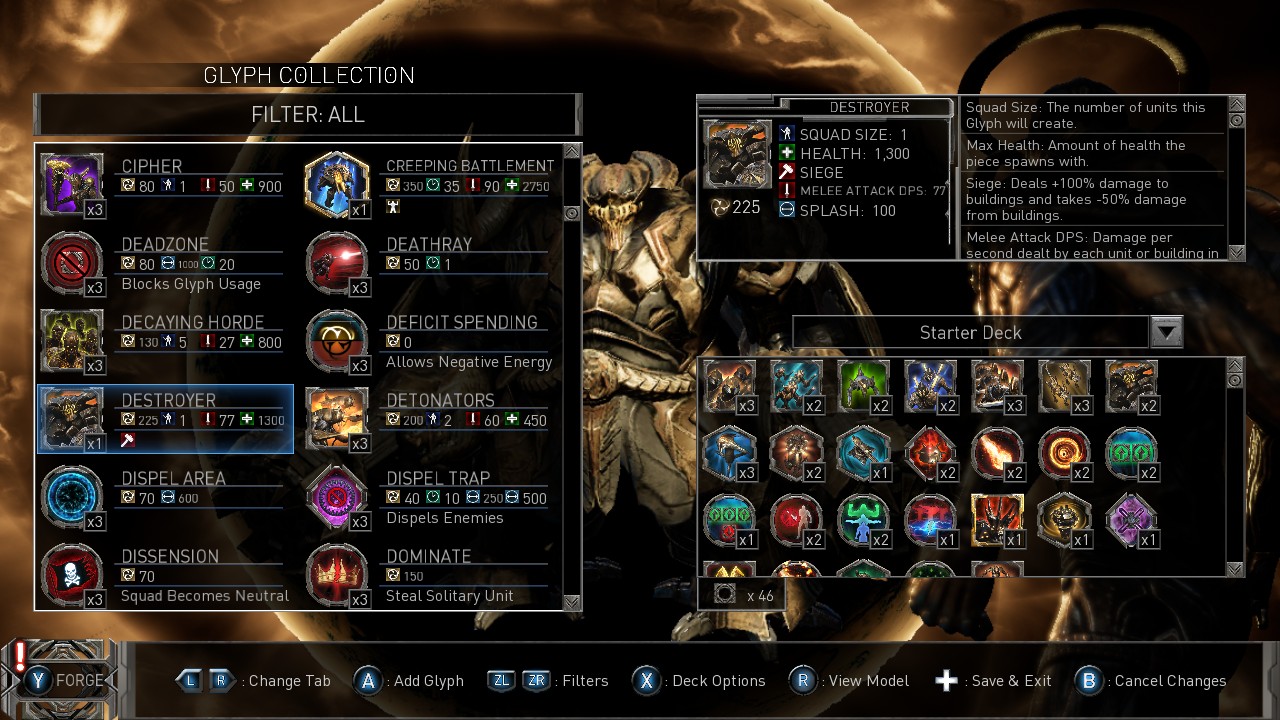 GLYPH COLLECTION
FILTER: ALL
CIPHER
80 1 50 900
x3
CREEPING BATTLEMENT
350 35 90 2750
x1
DEADZONE
80 1000 20
Blocks Glyph Usage
x3
DEATHRAY
50 1
x3
DECAYING HORDE
130 5 27 800
x3
DEFICIT SPENDING
0
Allows Negative Energy
x3
DESTROYER
225 1 77 1300
x1
DETONATORS
200 2 60 450
x3
DISPEL AREA
70 600
x3
DISPEL TRAP
40 10 250 500
Dispels Enemies
x3
DISSENSION
70
Squad Becomes Neutral
x3
DOMINATE
150
Steal Solitary Unit
x3
DESTROYER
SQUAD SIZE: 1
HEALTH: 1,300
SIEGE
MELEE ATTACK DPS: 77
SPLASH: 100
225
Squad Size: The number of units this
Glyph will create.
Max Health: Amount of health the
piece spawns with.
Siege: Deals +100% damage to
buildings and takes -50% damage
from buildings.
Melee Attack DPS: Damage per
second dealt by each unit or building in
Starter Deck
x3 x2 x2 x2 x3 x3 x2
x3 x2 x1 x2 x2 x2 x2
x1 x2 x2 x1 x1 x1 x1
x 46
! Y FORGE
L R : Change Tab
A : Add Glyph
ZL ZR : Filters
X : Deck Options
R : View Model
: Save & Exit
B : Cancel Changes